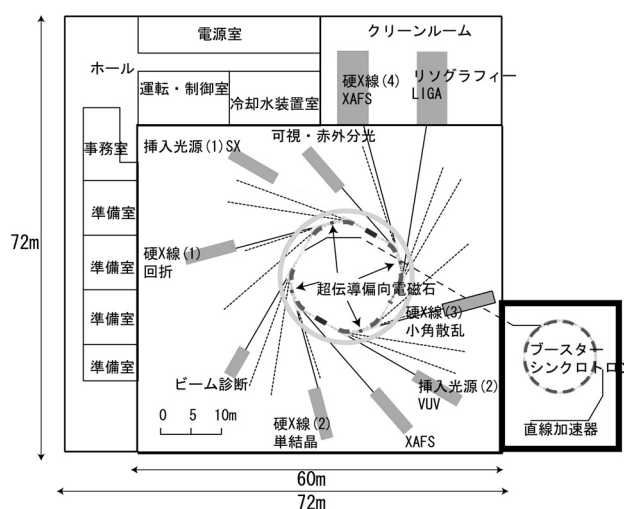 電源室
クリーンルーム
ホール
運転・制御室
冷却水装置室
硬X線(4)
XAFS
リソグラフィー
LIGA
可視・赤外分光
事務室
挿入光源(1)SX
準備室
72m
硬X線(1)
回折
準備室
超伝導偏向電磁石
準備室
硬X線(3)
小角散乱
ブースター
シンクロトロン
準備室
ビーム診断
挿入光源(2)
VUV
0 5 10m
硬X線(2)
単結晶
XAFS
直線加速器
60m
72m